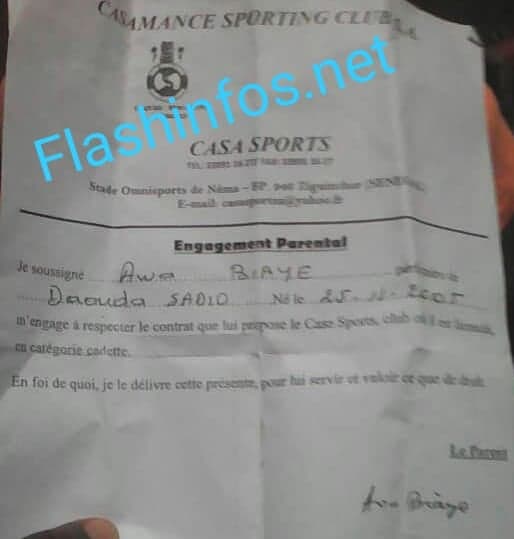 CASAMANCE SPORTING CLUB
Flashinfos.net
CASA SPORTS
Stade Omnisports de Néma - BP. Ziguinchor (SENEGAL)
E-mail: casasports@yahoo.fr
Engagement Parental
Je soussigné Awa BIAYE
Daouda SADIO Né le 25. 2005
m'engage à respecter le contrat que lui propose le Casa Sports, club où il est licencié,
en catégorie cadette.
En foi de quoi, je le délivre cette présente, pour lui servir et valoir ce que de droit.
Le Parent
Awa Biaye